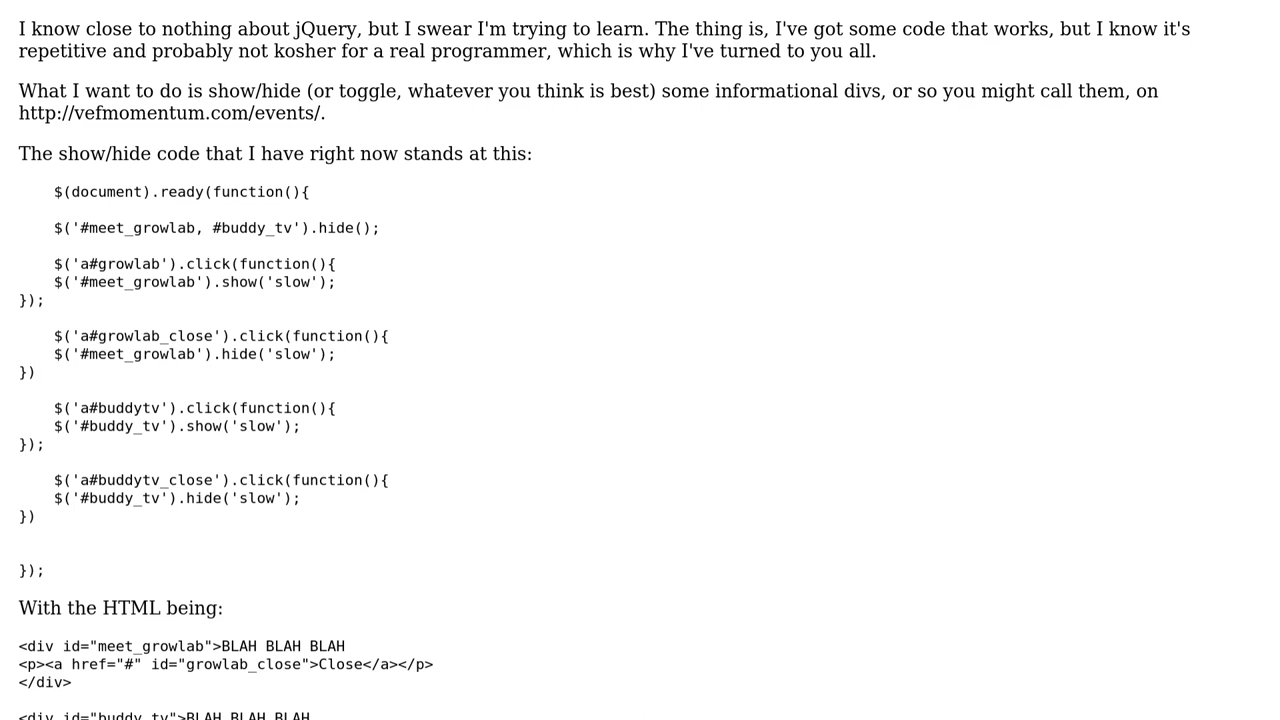 I know close to nothing about jQuery, but I swear I'm trying to learn. The thing is, I've got some code that works, but I know it's
repetitive and probably not kosher for a real programmer, which is why I've turned to you all.
What I want to do is show/hide (or toggle, whatever you think is best) some informational divs, or so you might call them, on
http://vefmomentum.com/events/.
The show/hide code that I have right now stands at this:
    $(document).ready(function(){
    $('#meet_growlab, #buddy_tv').hide();
    $('a#growlab').click(function(){
    $('#meet_growlab').show('slow');
});
    $('a#growlab_close').click(function(){
    $('#meet_growlab').hide('slow');
})
    $('a#buddytv').click(function(){
    $('#buddy_tv').show('slow');
});
    $('a#buddytv_close').click(function(){
    $('#buddy_tv').hide('slow');
})
});
With the HTML being:
<div id="meet_growlab">BLAH BLAH BLAH
<p><a href="#" id="growlab_close">Close</a></p>
</div>
<div id="buddy_tv">BLAH BLAH BLAH